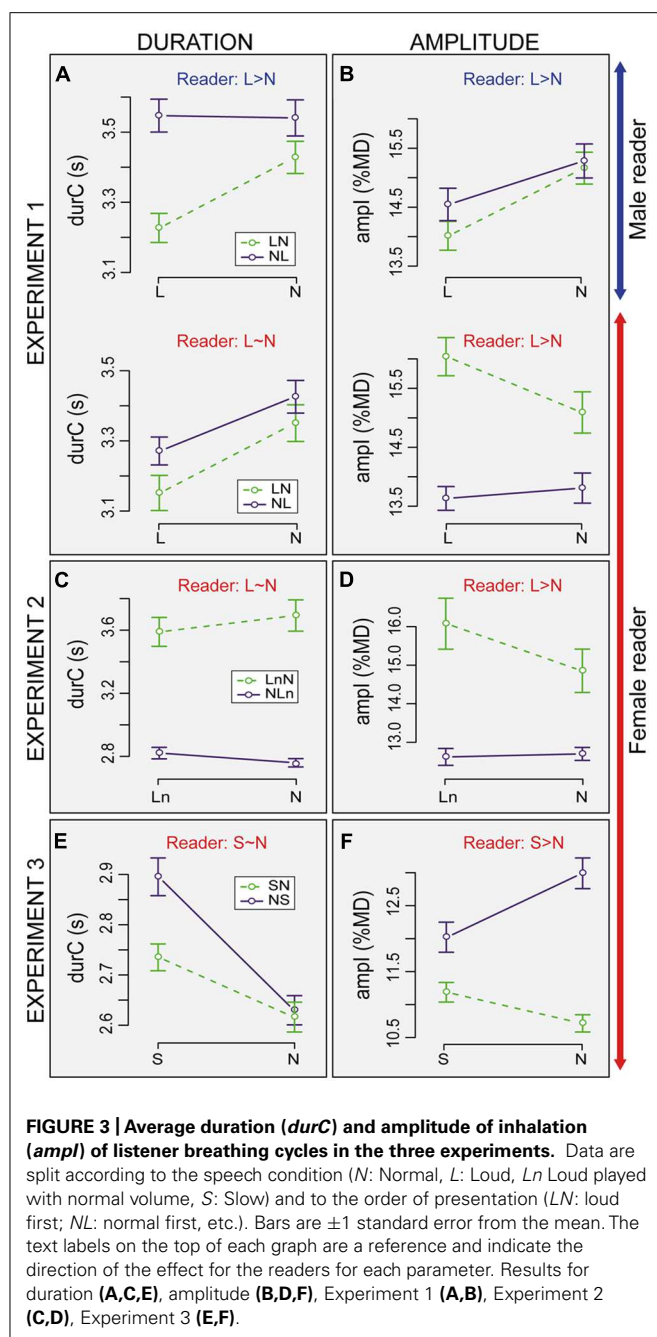 DURATION AMPLITUDE
EXPERIMENT 1
A Reader: L>N
durC (s)
3.5
3.3
3.1
L N
LN
NL
B Reader: L>N
ampl (%MD)
15.5
14.5
13.5
L N
Male reader
Reader: L~N
durC (s)
3.5
3.3
3.1
L N
LN
NL
Reader: L>N
ampl (%MD)
15.5
14.5
13.5
L N
Female reader
EXPERIMENT 2
C Reader: L~N
durC (s)
3.6
3.2
2.8
Ln N
LnN
NLn
D Reader: L>N
ampl (%MD)
16.0
15.0
14.0
13.0
Ln N
EXPERIMENT 3
E Reader: S~N
durC (s)
2.9
2.8
2.7
2.6
S N
SN
NS
F Reader: S>N
ampl (%MD)
12.5
11.5
10.5
S N
FIGURE 3 | Average duration (durC) and amplitude of inhalation
(ampl) of listener breathing cycles in the three experiments. Data are
split according to the speech condition (N: Normal, L: Loud, Ln Loud played
with normal volume, S: Slow) and to the order of presentation (LN: loud
first; NL: normal first, etc.). Bars are ±1 standard error from the mean. The
text labels on the top of each graph are a reference and indicate the
direction of the effect for the readers for each parameter. Results for
duration (A,C,E), amplitude (B,D,F), Experiment 1 (A,B), Experiment 2
(C,D), Experiment 3 (E,F).